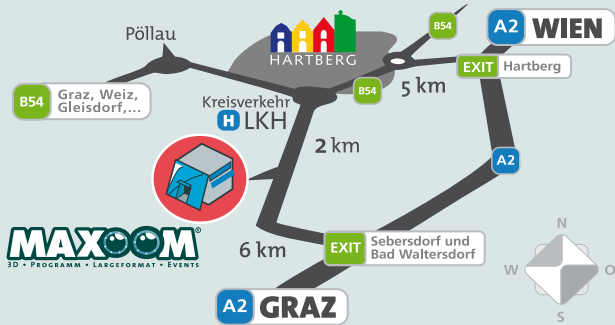 B54
A2 WIEN
Pöllau
HARTBERG
EXIT Hartberg
5 km
B54
B54 Graz, Weiz,
Gleisdorf,...
Kreisverkehr
H LKH
2 km
A2
MAXOOM®
3D • PROGRAMM • LARGEFORMAT • EVENTS
6 km
EXIT Sebersdorf und
Bad Waltersdorf
A2 GRAZ
N
W O
S